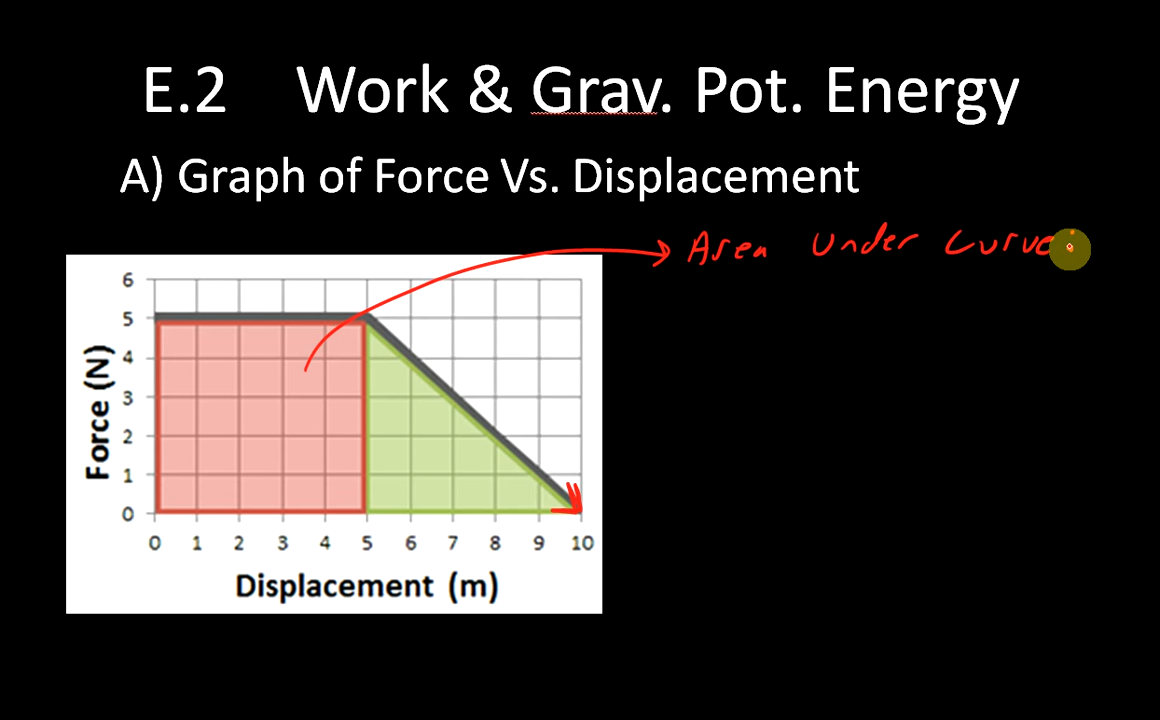 E.2 Work & Grav. Pot. Energy
A) Graph of Force Vs. Displacement
Area Under Curve:
6
5
4
3
2
1
0
Force (N)
0 1 2 3 4 5 6 7 8 9 10
Displacement (m)